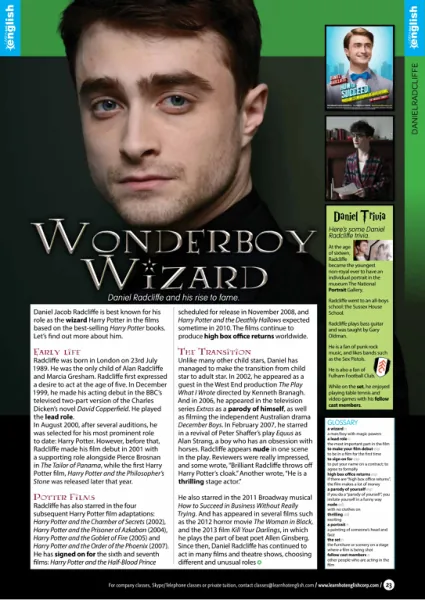 english
english
DANIELRADCLIFFE
WONDERBOY
WIZARD
Daniel Radcliffe and his rise to fame.
Daniel Jacob Radcliffe is best known for his
role as the wizard Harry Potter in the films
based on the best-selling Harry Potter books.
Let's find out more about him.
EARLY LIFE
Radcliffe was born in London on 23rd July
1989. He was the only child of Alan Radcliffe
and Marcia Gresham. Radcliffe first expressed
a desire to act at the age of five. In December
1999, he made his acting debut in the BBC's
televised two-part version of the Charles
Dicken's novel David Copperfield. He played
the lead role.
In August 2000, after several auditions, he
was selected for his most prominent role
to date: Harry Potter. However, before that,
Radcliffe made his film debut in 2001 with
a supporting role alongside Pierce Brosnan
in The Tailor of Panama, while the first Harry
Potter film, Harry Potter and the Philosopher's
Stone was released later that year.
POTTER FILMS
Radcliffe has also starred in the four
subsequent Harry Potter film adaptations:
Harry Potter and the Chamber of Secrets (2002),
Harry Potter and the Prisoner of Azkaban (2004),
Harry Potter and the Goblet of Fire (2005) and
Harry Potter and the Order of the Phoenix (2007).
He has signed on for the sixth and seventh
films: Harry Potter and the Half-Blood Prince
scheduled for release in November 2008, and
Harry Potter and the Deathly Hallows expected
sometime in 2010. The films continue to
produce high box office returns worldwide.
THE TRANSITION
Unlike many other child stars, Daniel has
managed to make the transition from child
star to adult star. In 2002, he appeared as a
guest in the West End production The Play
What I Wrote directed by Kenneth Branagh.
And in 2006, he appeared in the television
series Extras as a parody of himself, as well
as filming the independent Australian drama
December Boys. In February 2007, he starred
in a revival of Peter Shaffer's play Equus as
Alan Strang, a boy who has an obsession with
horses. Radcliffe appears nude in one scene
in the play. Reviewers were really impressed,
and some wrote, "Brilliant Radcliffe throws off
Harry Potter's cloak." Another wrote, "He is a
thrilling stage actor."
He also starred in the 2011 Broadway musical
How to Succeed in Business Without Really
Trying. And has appeared in several films such
as the 2012 horror movie The Woman in Black,
and the 2013 film Kill Your Darlings, in which
he plays the part of beat poet Allen Ginsberg.
Since then, Daniel Radcliffe has continued to
act in many films and theatre shows, choosing
different and unusual roles
SUCCEED
Daniel Trivia
Here's some Daniel
Radcliffe trivia.
At the age
of sixteen,
Radcliffe
became the youngest
non-royal ever to have an
individual portrait in the
museum The National
Portrait Gallery.
Radcliffe went to an all-boys
school: the Sussex House
School.
Radcliffe plays bass guitar
and was taught by Gary
Oldman.
He is a fan of punk rock
music, and likes bands such
as the Sex Pistols.
He is also a fan of
Fulham Football Club.
While on the set, he enjoyed
playing table tennis and
video games with his fellow
cast members.
GLOSSARY
a wizard
a man with magic powers
a lead role
the most important part in the film
to make your film debut
to be in a film for the first time
to sign on for
to put your name on a contract; to
agree to formally
high box office returns
if there are "high box office returns",
the film makes a lot of money
a parody of yourself
if you do a "parody of yourself", you
imitate yourself in a funny way
nude
with no clothes on
thrilling
exciting
a portrait
a painting of someone's head and
face
the set
the furniture or scenery on a stage
where a film is being shot
fellow cast members
other people who are acting in the
film
For company classes, Skype/Telephone classes or private tuition, contact classes@learnhotenglish.com / www.learnhotenglishcorp.com / 23